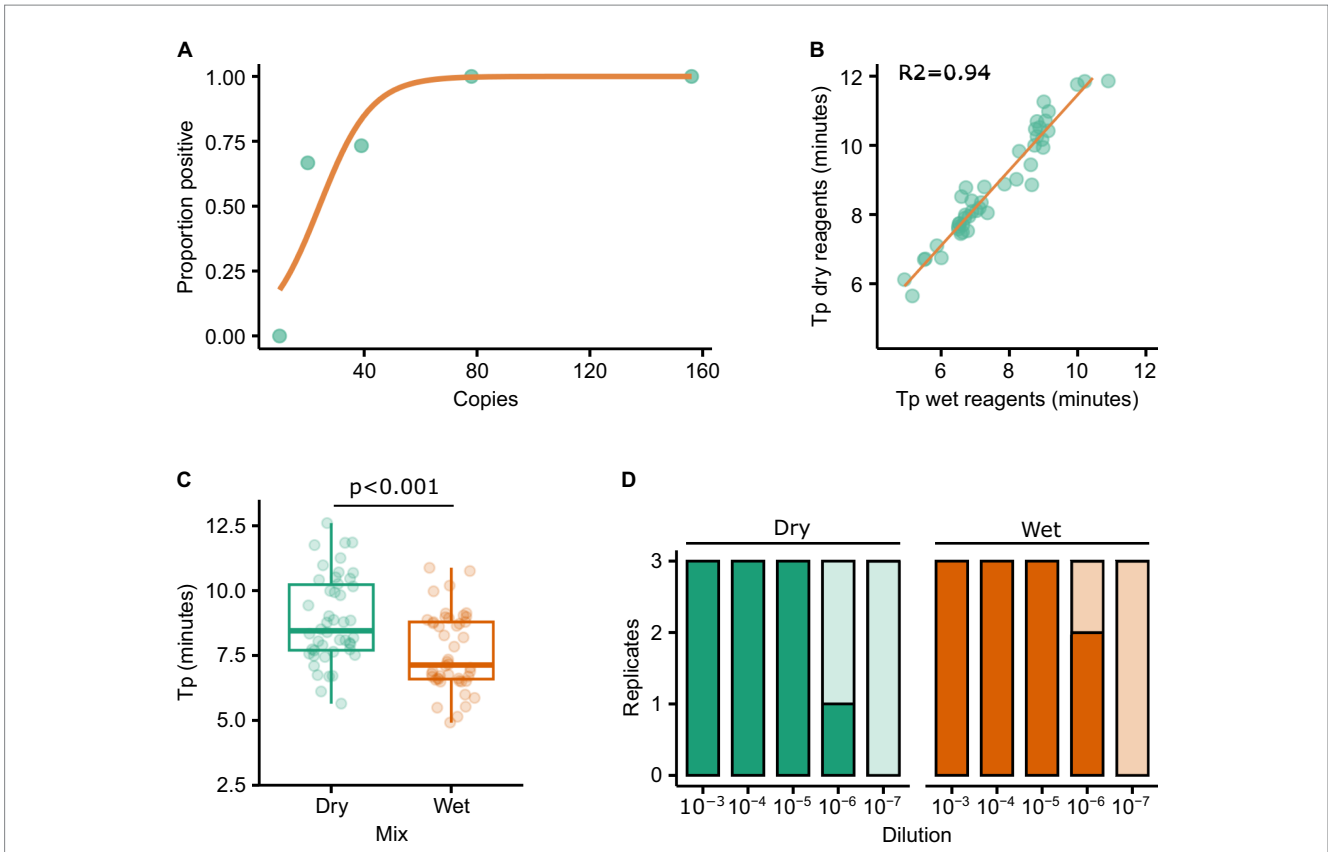 A
1.00
0.75
0.50
0.25
0.00
Proportion positive
40 80 120 160
Copies
B
R2=0.94
12
10
8
6
Tp dry reagents (minutes)
6 8 10 12
Tp wet reagents (minutes)
C
p<0.001
12.5
10.0
7.5
5.0
2.5
Tp (minutes)
Dry Wet
Mix
D
Dry Wet
3
2
1
0
Replicates
10⁻³ 10⁻⁴ 10⁻⁵ 10⁻⁶ 10⁻⁷ 10⁻³ 10⁻⁴ 10⁻⁵ 10⁻⁶ 10⁻⁷
Dilution